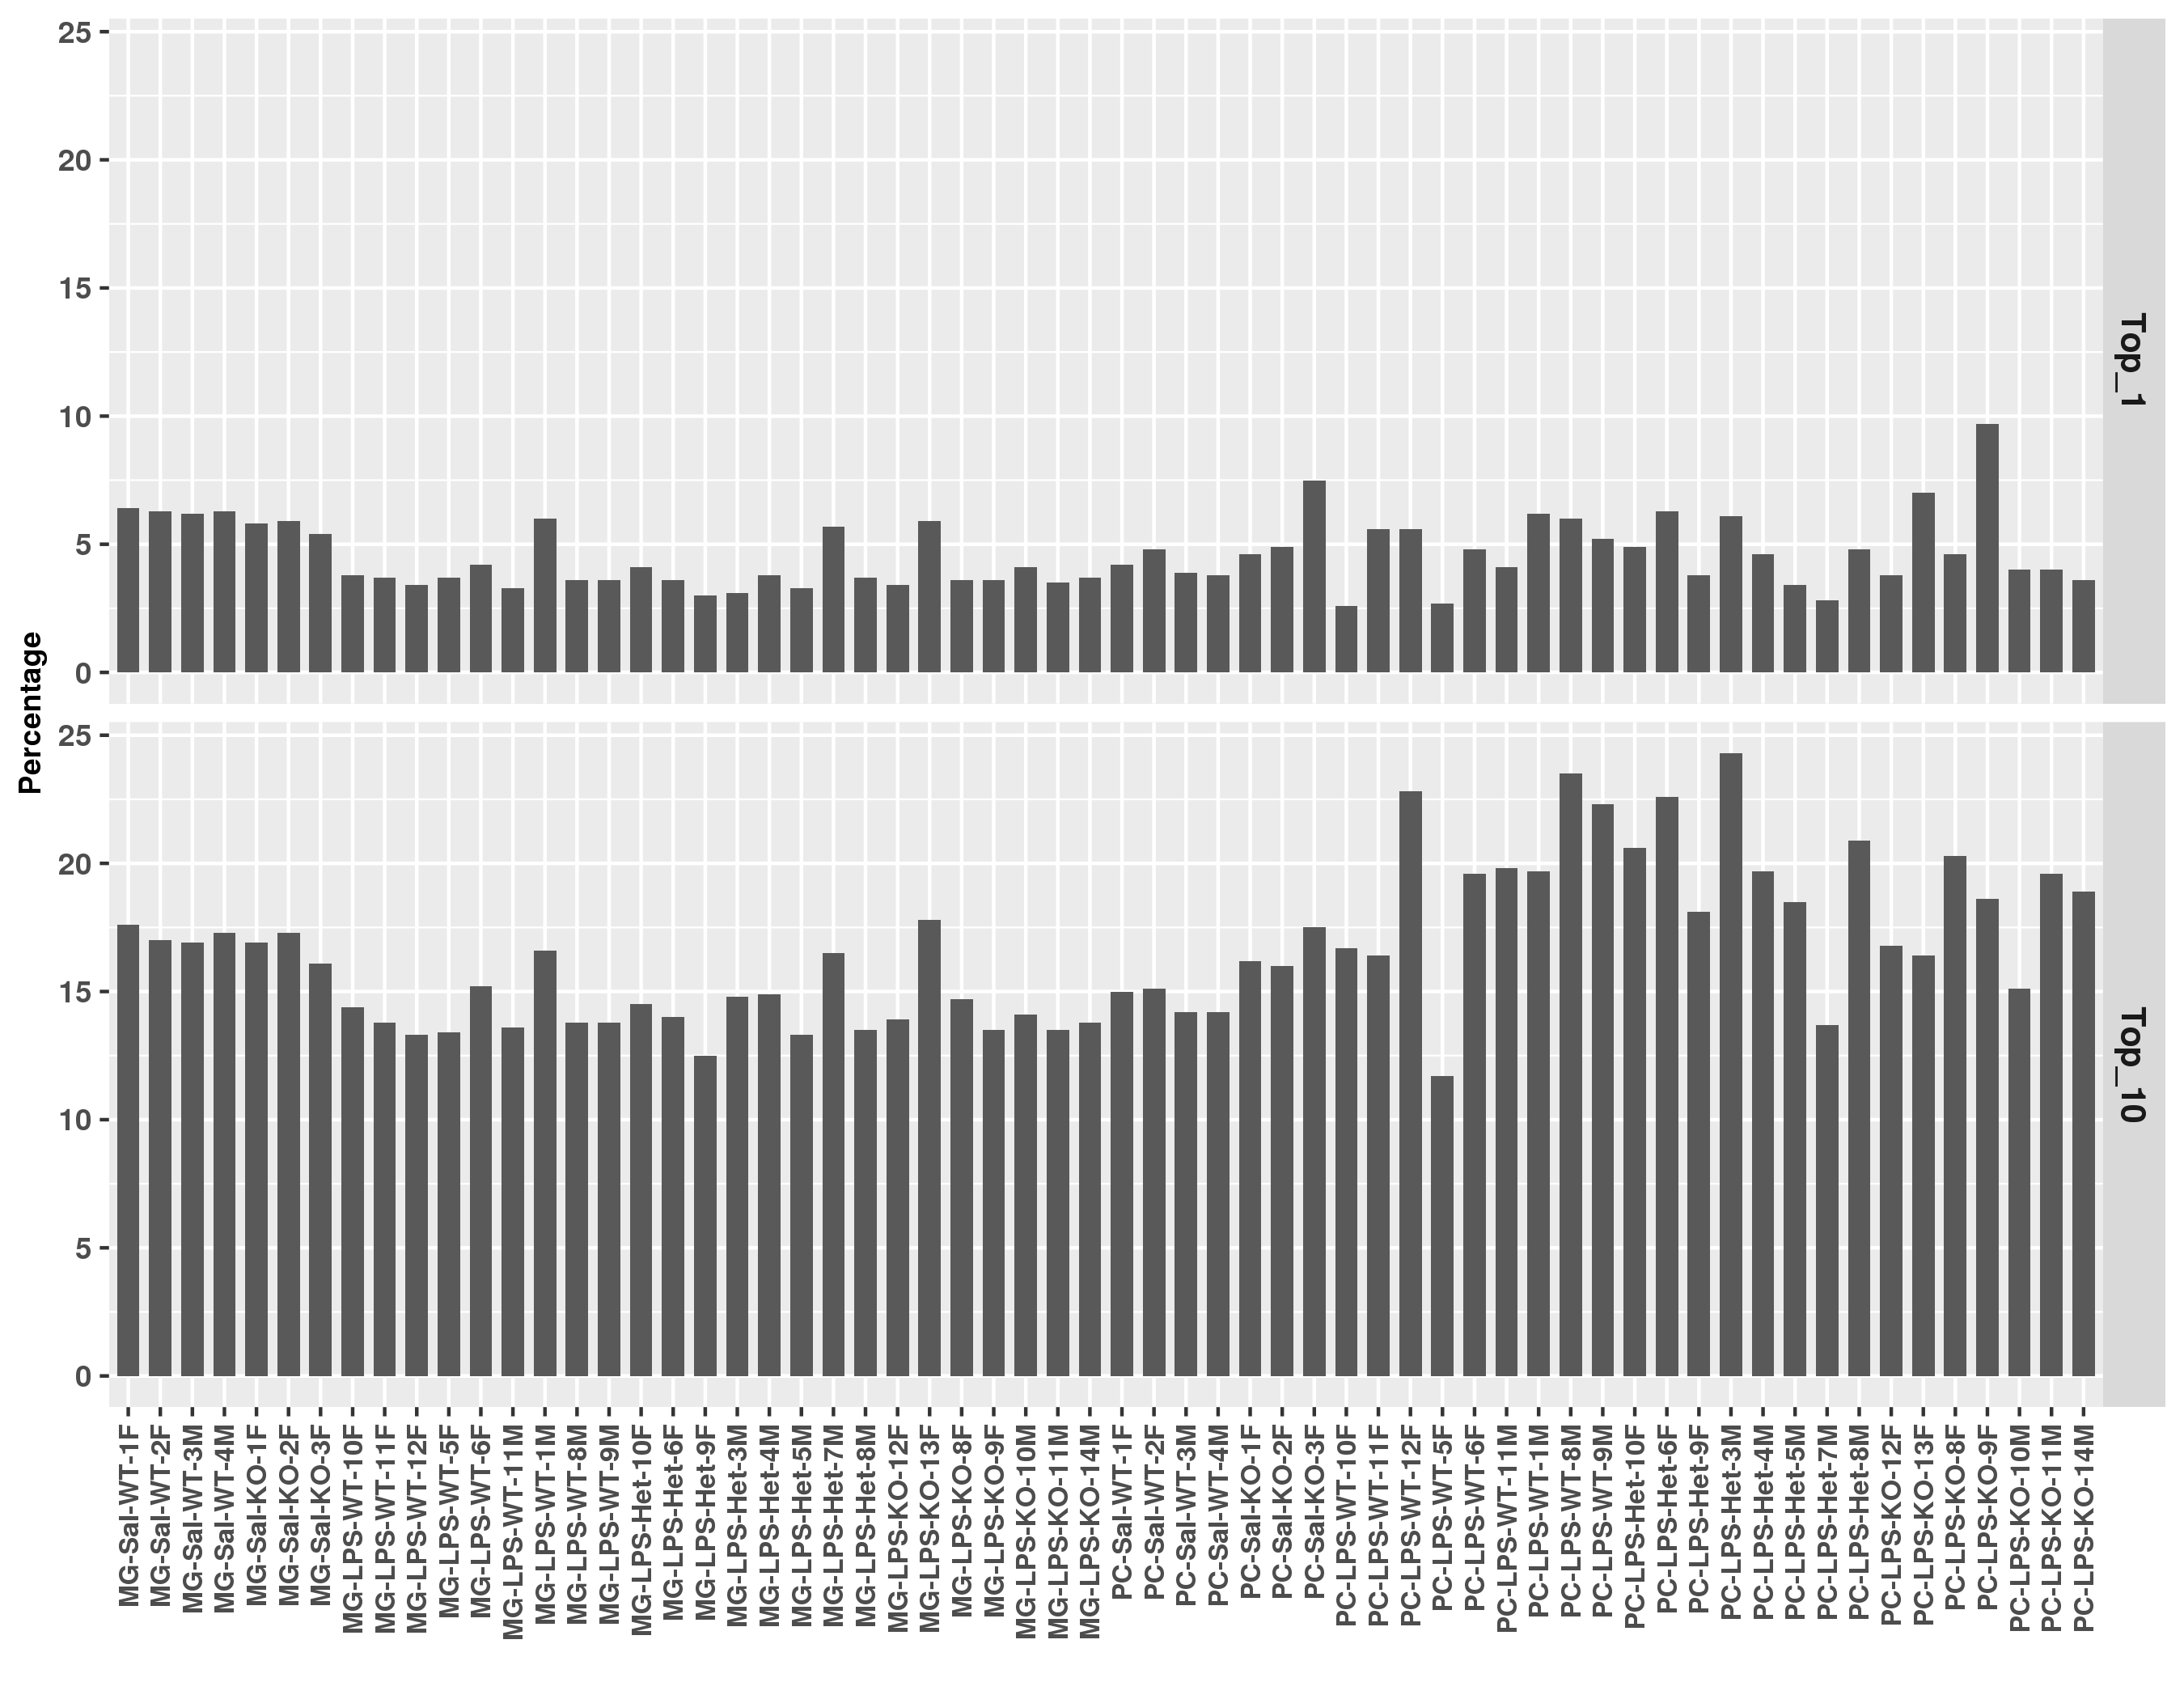 Percentage
25
20
15
10
5
0
Top_1
25
20
15
10
5
0
Top_10
MG-Sal-WT-1F
MG-Sal-WT-2F
MG-Sal-WT-3M
MG-Sal-WT-4M
MG-Sal-KO-1F
MG-Sal-KO-2F
MG-Sal-KO-3F
MG-LPS-WT-10F
MG-LPS-WT-11F
MG-LPS-WT-12F
MG-LPS-WT-5F
MG-LPS-WT-6F
MG-LPS-WT-11M
MG-LPS-WT-1M
MG-LPS-WT-8M
MG-LPS-WT-9M
MG-LPS-Het-10F
MG-LPS-Het-6F
MG-LPS-Het-9F
MG-LPS-Het-3M
MG-LPS-Het-4M
MG-LPS-Het-5M
MG-LPS-Het-7M
MG-LPS-Het-8M
MG-LPS-KO-12F
MG-LPS-KO-13F
MG-LPS-KO-8F
MG-LPS-KO-9F
MG-LPS-KO-10M
MG-LPS-KO-11M
MG-LPS-KO-14M
PC-Sal-WT-1F
PC-Sal-WT-2F
PC-Sal-WT-3M
PC-Sal-WT-4M
PC-Sal-KO-1F
PC-Sal-KO-2F
PC-Sal-KO-3F
PC-LPS-WT-10F
PC-LPS-WT-11F
PC-LPS-WT-12F
PC-LPS-WT-5F
PC-LPS-WT-6F
PC-LPS-WT-11M
PC-LPS-WT-1M
PC-LPS-WT-8M
PC-LPS-WT-9M
PC-LPS-Het-10F
PC-LPS-Het-6F
PC-LPS-Het-9F
PC-LPS-Het-3M
PC-LPS-Het-4M
PC-LPS-Het-5M
PC-LPS-Het-7M
PC-LPS-Het-8M
PC-LPS-KO-12F
PC-LPS-KO-13F
PC-LPS-KO-8F
PC-LPS-KO-9F
PC-LPS-KO-10M
PC-LPS-KO-11M
PC-LPS-KO-14M